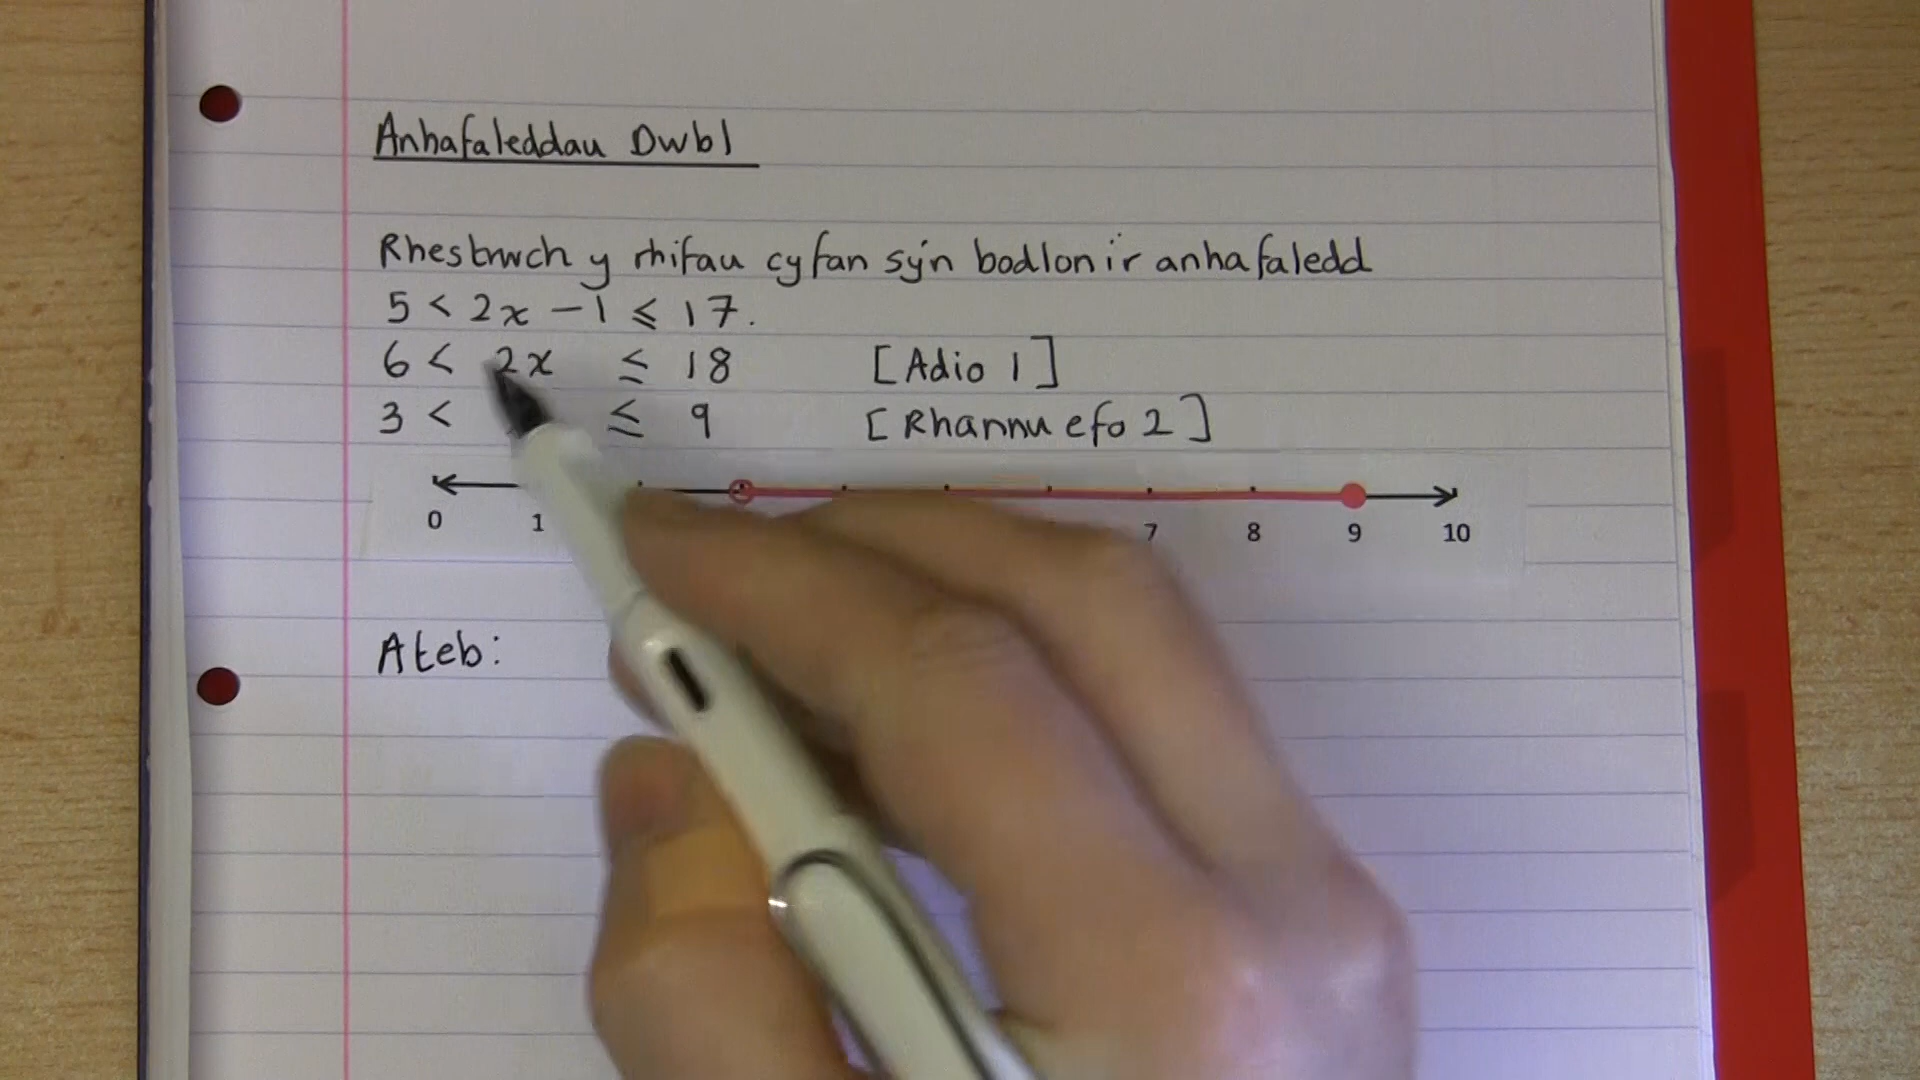 Anhafaleddau Dwbl
Rhestrwch y rhifau cyfan sy'n bodloni'r anhafaledd
5 < 2x - 1 ≤ 17.
6 < 2x ≤ 18 [Adio 1]
3 < ≤ 9 [Rhannu efo 2]
0 1 7 8 9 10
Ateb: